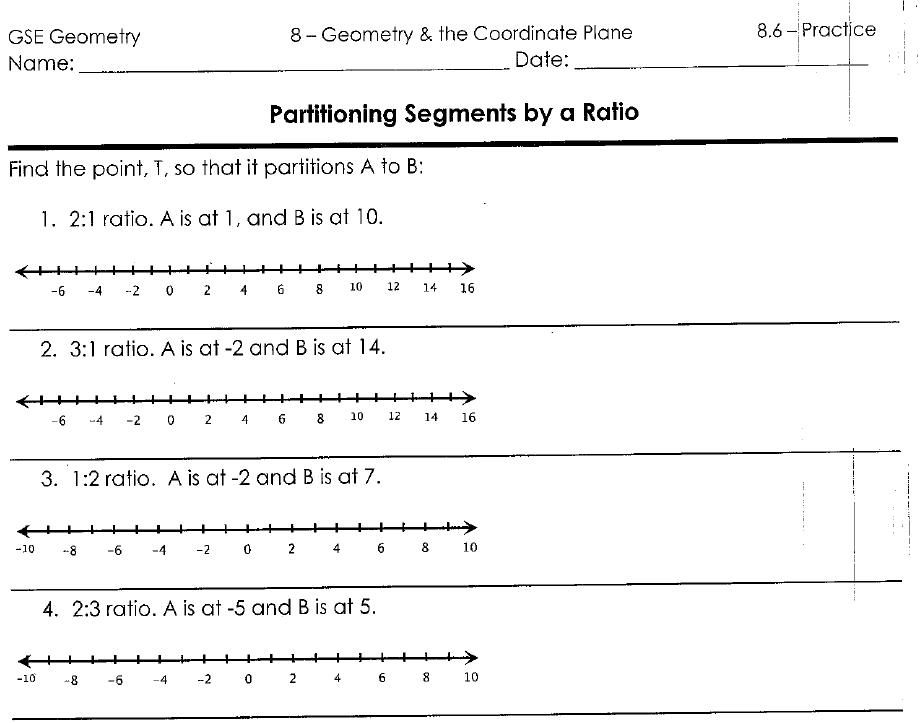 GSE Geometry 8 – Geometry & the Coordinate Plane 8.6 – Practice
Name: ______________________ Date: ______________
Partitioning Segments by a Ratio
Find the point, T, so that it partitions A to B:
1. 2:1 ratio. A is at 1, and B is at 10.
-6 -4 -2 0 2 4 6 8 10 12 14 16
2. 3:1 ratio. A is at -2 and B is at 14.
-6 -4 -2 0 2 4 6 8 10 12 14 16
3. 1:2 ratio. A is at -2 and B is at 7.
-10 -8 -6 -4 -2 0 2 4 6 8 10
4. 2:3 ratio. A is at -5 and B is at 5.
-10 -8 -6 -4 -2 0 2 4 6 8 10